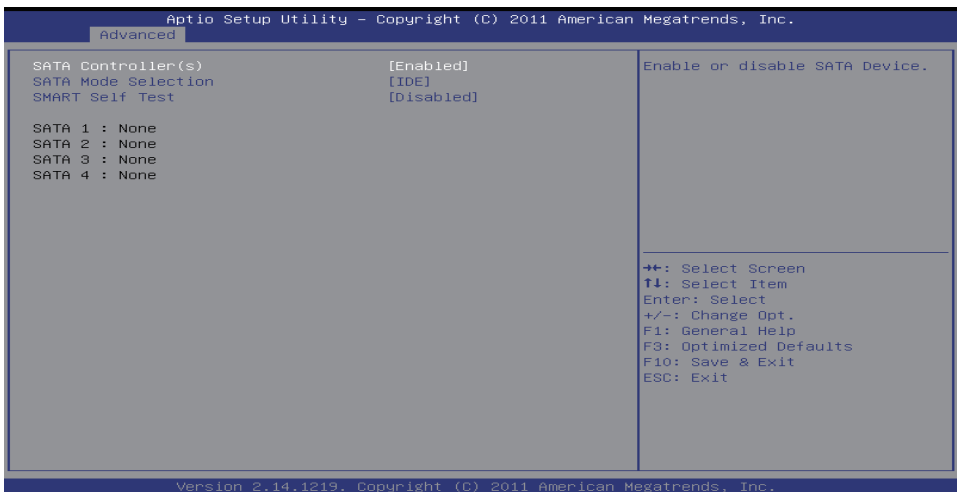 Aptio Setup Utility – Copyright (C) 2011 American Megatrends, Inc.
Advanced
SATA Controller(s) [Enabled]
SATA Mode Selection [IDE]
SMART Self Test [Disabled]
SATA 1 : None
SATA 2 : None
SATA 3 : None
SATA 4 : None
Enable or disable SATA Device.
→←: Select Screen
↑↓: Select Item
Enter: Select
+/-: Change Opt.
F1: General Help
F3: Optimized Defaults
F10: Save & Exit
ESC: Exit
Version 2.14.1219. Copyright (C) 2011 American Megatrends, Inc.